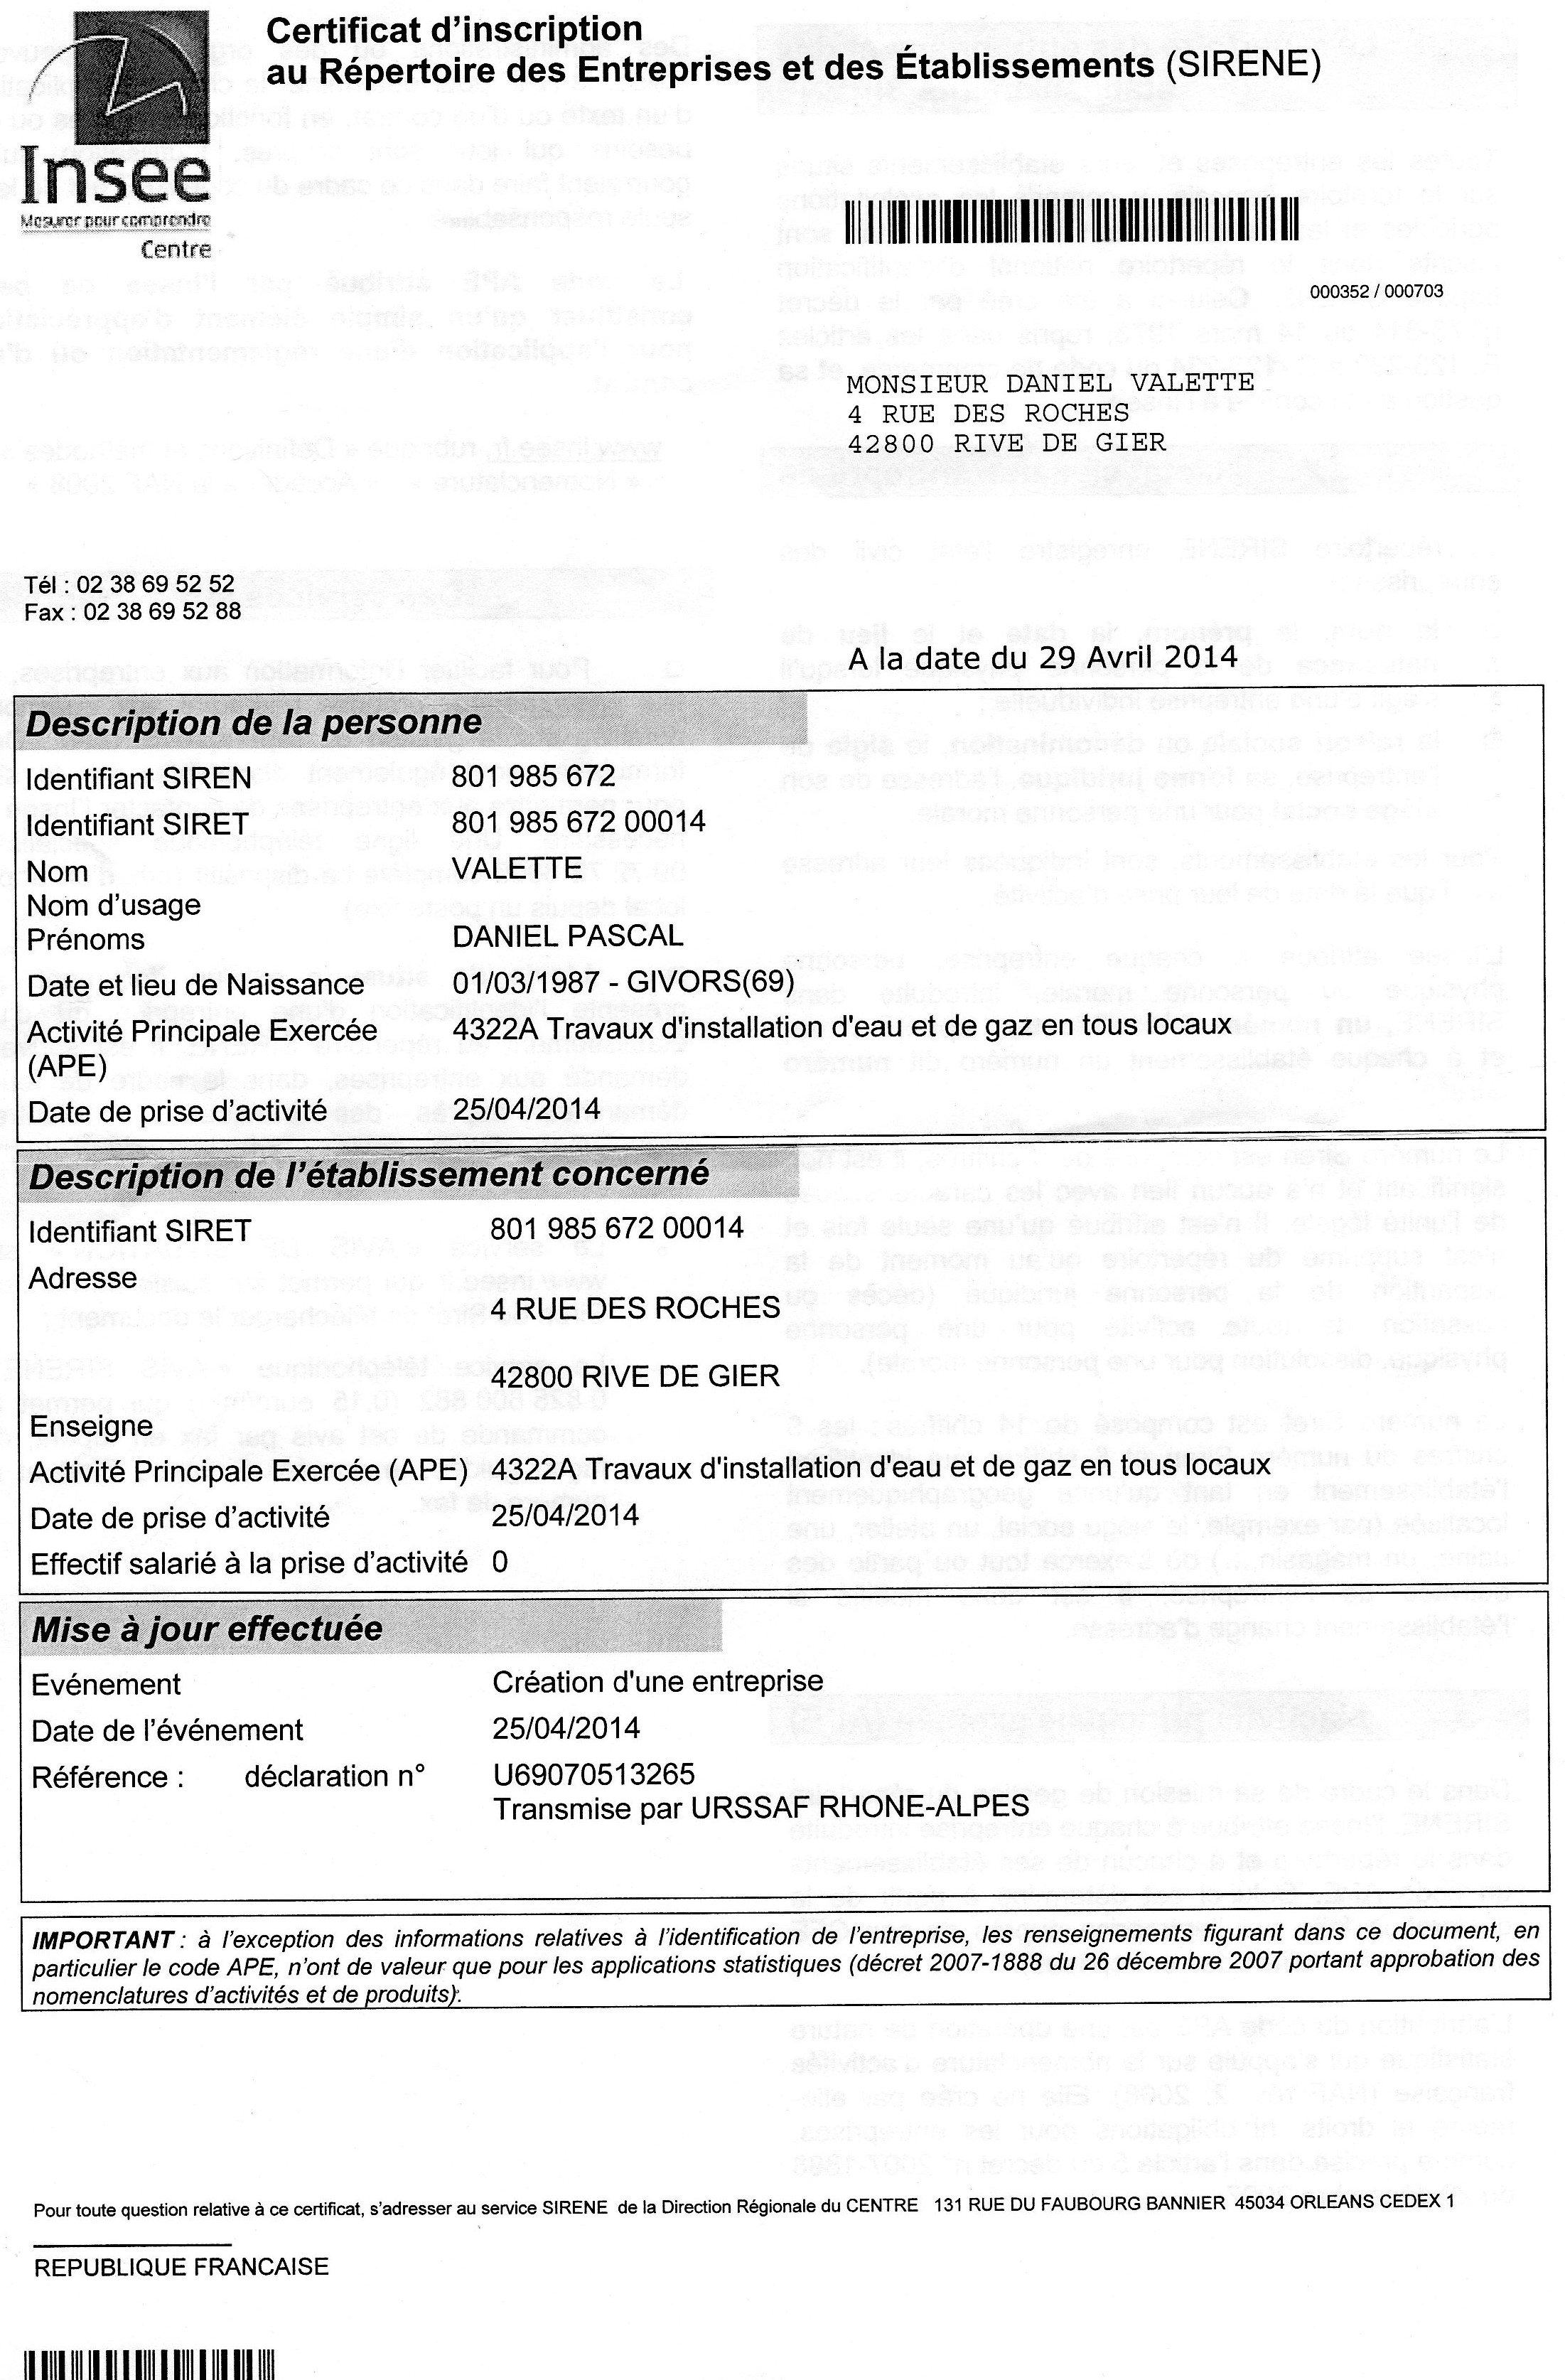 Certificat d'inscription
au Répertoire des Entreprises et des Établissements (SIRENE)
Insee
Mesurer pour comprendre
Centre
000352 / 000703
MONSIEUR DANIEL VALETTE
4 RUE DES ROCHES
42800 RIVE DE GIER
Tél : 02 38 69 52 52
Fax : 02 38 69 52 88
A la date du 29 Avril 2014
Description de la personne
Identifiant SIREN 801 985 672
Identifiant SIRET 801 985 672 00014
Nom VALETTE
Nom d'usage
Prénoms DANIEL PASCAL
Date et lieu de Naissance 01/03/1987 - GIVORS(69)
Activité Principale Exercée 4322A Travaux d'installation d'eau et de gaz en tous locaux
(APE)
Date de prise d'activité 25/04/2014
Description de l'établissement concerné
Identifiant SIRET 801 985 672 00014
Adresse
4 RUE DES ROCHES
42800 RIVE DE GIER
Enseigne
Activité Principale Exercée (APE) 4322A Travaux d'installation d'eau et de gaz en tous locaux
Date de prise d'activité 25/04/2014
Effectif salarié à la prise d'activité 0
Mise à jour effectuée
Evénement Création d'une entreprise
Date de l'événement 25/04/2014
Référence : déclaration n° U69070513265
Transmise par URSSAF RHONE-ALPES
IMPORTANT : à l'exception des informations relatives à l'identification de l'entreprise, les renseignements figurant dans ce document, en
particulier le code APE, n'ont de valeur que pour les applications statistiques (décret 2007-1888 du 26 décembre 2007 portant approbation des
nomenclatures d'activités et de produits).
Pour toute question relative à ce certificat, s'adresser au service SIRENE de la Direction Régionale du CENTRE 131 RUE DU FAUBOURG BANNIER 45034 ORLEANS CEDEX 1
REPUBLIQUE FRANCAISE